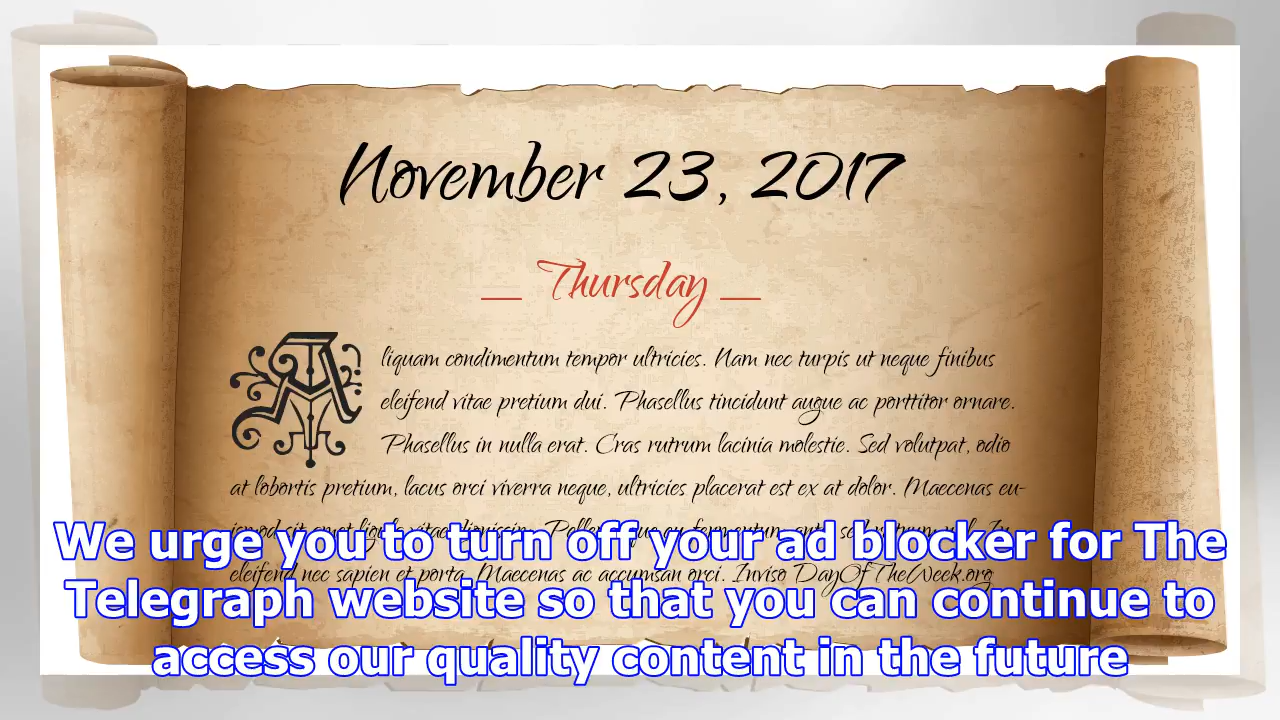 November 23, 2017
Thursday
A
liquam condimentum tempor ultricies. Nam nec turpis ut neque finibus
eleifend vitae pretium dui. Phasellus tincidunt augue ac porttitor ornare.
Phasellus in nulla erat. Cras rutrum lacinia molestie. Sed volutpat, odio
at lobortis pretium, lacus orci viverra neque, ultricies placerat est ex at dolor. Maecenas eu-
eleifend nec sapien et porta. Maecenas ac accumsan orci. Inviso DayOfTheWeek.org
We urge you to turn off your ad blocker for The
Telegraph website so that you can continue to
access our quality content in the future